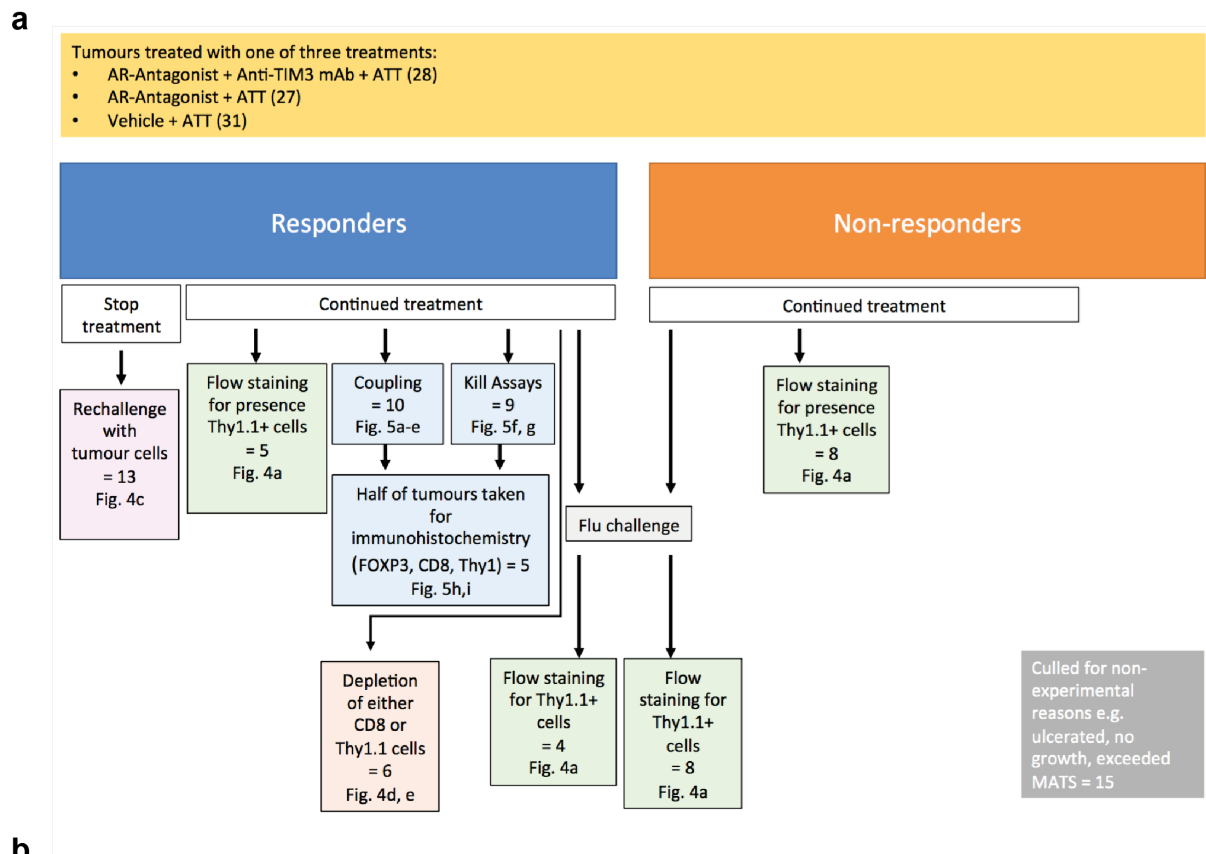 a
Tumours treated with one of three treatments:
• AR-Antagonist + Anti-TIM3 mAb + ATT (28)
• AR-Antagonist + ATT (27)
• Vehicle + ATT (31)
Responders
Non-responders
Stop
treatment
Continued treatment
Continued treatment
Rechallenge
with
tumour cells
= 13
Fig. 4c
Flow staining
for presence
Thy1.1+ cells
= 5
Fig. 4a
Coupling
= 10
Fig. 5a-e
Kill Assays
= 9
Fig. 5f, g
Flow staining
for presence
Thy1.1+ cells
= 8
Fig. 4a
Half of tumours taken
for
immunohistochemistry
(FOXP3, CD8, Thy1) = 5
Fig. 5h,i
Flu challenge
Depletion
of either
CD8 or
Thy1.1 cells
= 6
Fig. 4d, e
Flow staining
for Thy1.1+
cells
= 4
Fig. 4a
Flow
staining for
Thy1.1+
cells
= 8
Fig. 4a
Culled for non-
experimental
reasons e.g.
ulcerated, no
growth, exceeded
MATS = 15
b